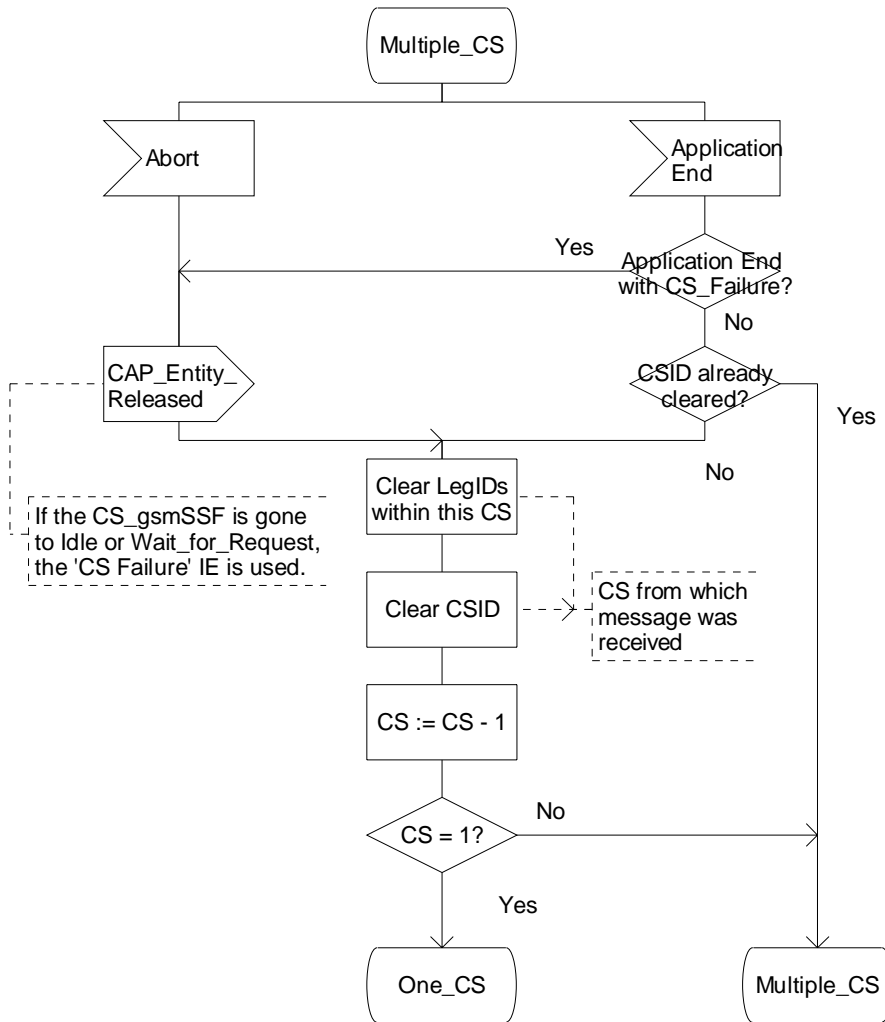 Multiple_CS
Abort
Application
End
Yes
Application End
with CS_Failure?
No
CAP_Entity_
Released
CSID already
cleared?
Yes
No
Clear LegIDs
within this CS
If the CS_gsmSSF is gone
to Idle or Wait_for_Request,
the 'CS Failure' IE is used.
Clear CSID
CS from which
message was
received
CS := CS - 1
CS = 1?
No
Yes
One_CS
Multiple_CS